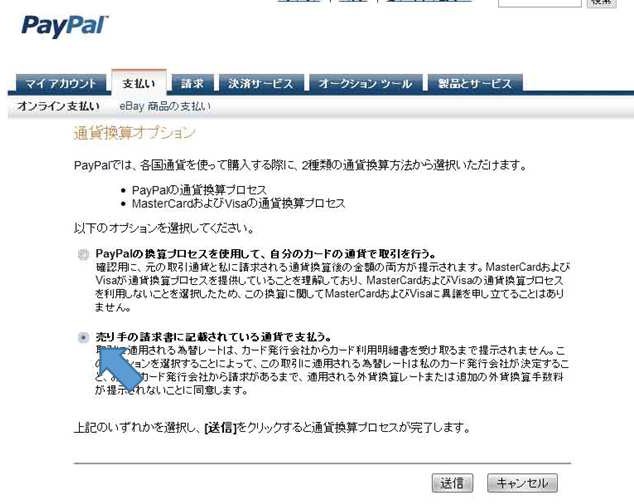 検索
PayPal
マイ アカウント 支払い 請求 決済サービス オークション ツール 製品とサービス
オンライン支払い eBay 商品の支払い
通貨換算オプション
PayPalでは、各国通貨を使って購入する際に、2種類の通貨換算方法から選択いただけます。
• PayPalの通貨換算プロセス
• MasterCardおよびVisaの通貨換算プロセス
以下のオプションを選択してください。
PayPalの換算プロセスを使用して、自分のカードの通貨で取引を行う。
確認用に、元の取引通貨と私に請求される通貨換算後の金額の両方が提示されます。MasterCardおよび
Visaが通貨換算プロセスを提供していることを理解しており、MasterCardおよびVisaの通貨換算プロセス
を利用しないことを選択したため、この換算に関してMasterCardおよびVisaに異議を申し立てることはあり
ません。
売り手の請求書に記載されている通貨で支払う。
取引に適用される為替レートは、カード発行会社からカード利用明細書を受け取るまで提示されません。こ
のオプションを選択することによって、この取引に適用される為替レートは私のカード発行会社が決定するこ
と、カード発行会社から請求があるまで、適用される外貨換算レートまたは追加の外貨換算手数料
が提示されないことに同意します。
上記のいずれかを選択し、[送信]をクリックすると通貨換算プロセスが完了します。
送信 キャンセル